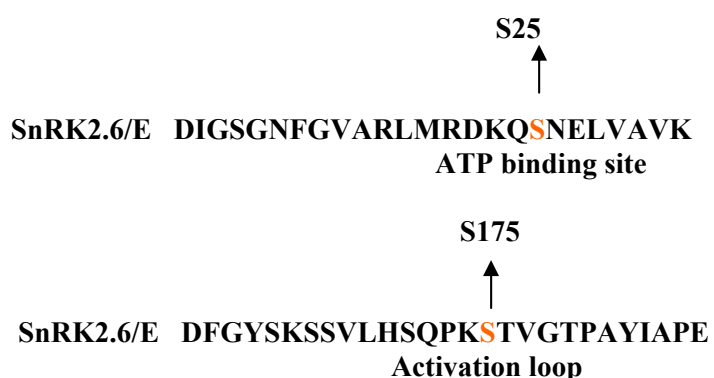 S25
SnRK2.6/E DIGSGNFGVARLMRDKQSNELVAVK
ATP binding site
S175
SnRK2.6/E DFGYSKSSVLHSQPKSTVGTPAYIAPE
Activation loop